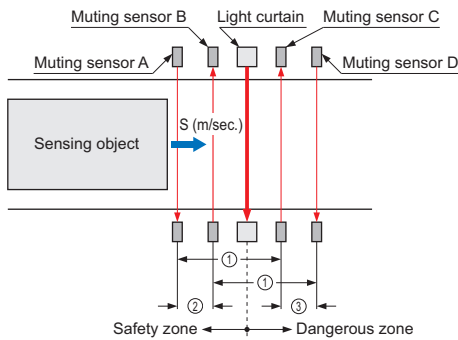 Muting sensor B
Light curtain
Muting sensor C
Muting sensor A
Muting sensor D
S (m/sec.)
Sensing object
①
①
②
③
Safety zone
Dangerous zone